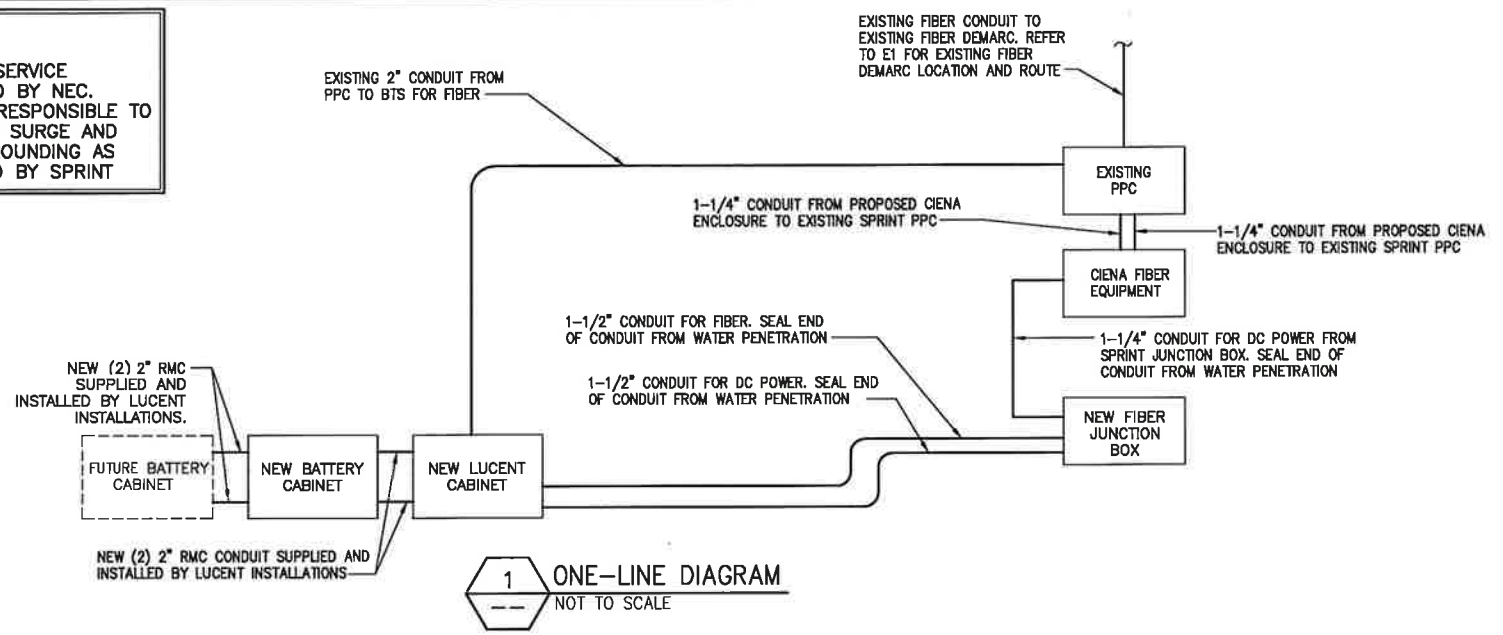 SERVICE
BY NEC.
RESPONSIBLE TO
SURGE AND
OUNDING AS
BY SPRINT
EXISTING 2" CONDUIT FROM
PPC TO BTS FOR FIBER
EXISTING FIBER CONDUIT TO
EXISTING FIBER DEMARC. REFER
TO E1 FOR EXISTING FIBER
DEMARC LOCATION AND ROUTE
EXISTING
PPC
1-1/4" CONDUIT FROM PROPOSED CIENA
ENCLOSURE TO EXISTING SPRINT PPC
1-1/4" CONDUIT FROM PROPOSED CIENA
ENCLOSURE TO EXISTING SPRINT PPC
CIENA FIBER
EQUIPMENT
1-1/2" CONDUIT FOR FIBER. SEAL END
OF CONDUIT FROM WATER PENETRATION
1-1/4" CONDUIT FOR DC POWER FROM
SPRINT JUNCTION BOX. SEAL END OF
CONDUIT FROM WATER PENETRATION
1-1/2" CONDUIT FOR DC POWER. SEAL END
OF CONDUIT FROM WATER PENETRATION
NEW (2) 2" RMC
SUPPLIED AND
INSTALLED BY LUCENT
INSTALLATIONS.
FUTURE BATTERY
CABINET
NEW BATTERY
CABINET
NEW LUCENT
CABINET
NEW FIBER
JUNCTION
BOX
NEW (2) 2" RMC CONDUIT SUPPLIED AND
INSTALLED BY LUCENT INSTALLATIONS
1
--
ONE-LINE DIAGRAM
NOT TO SCALE